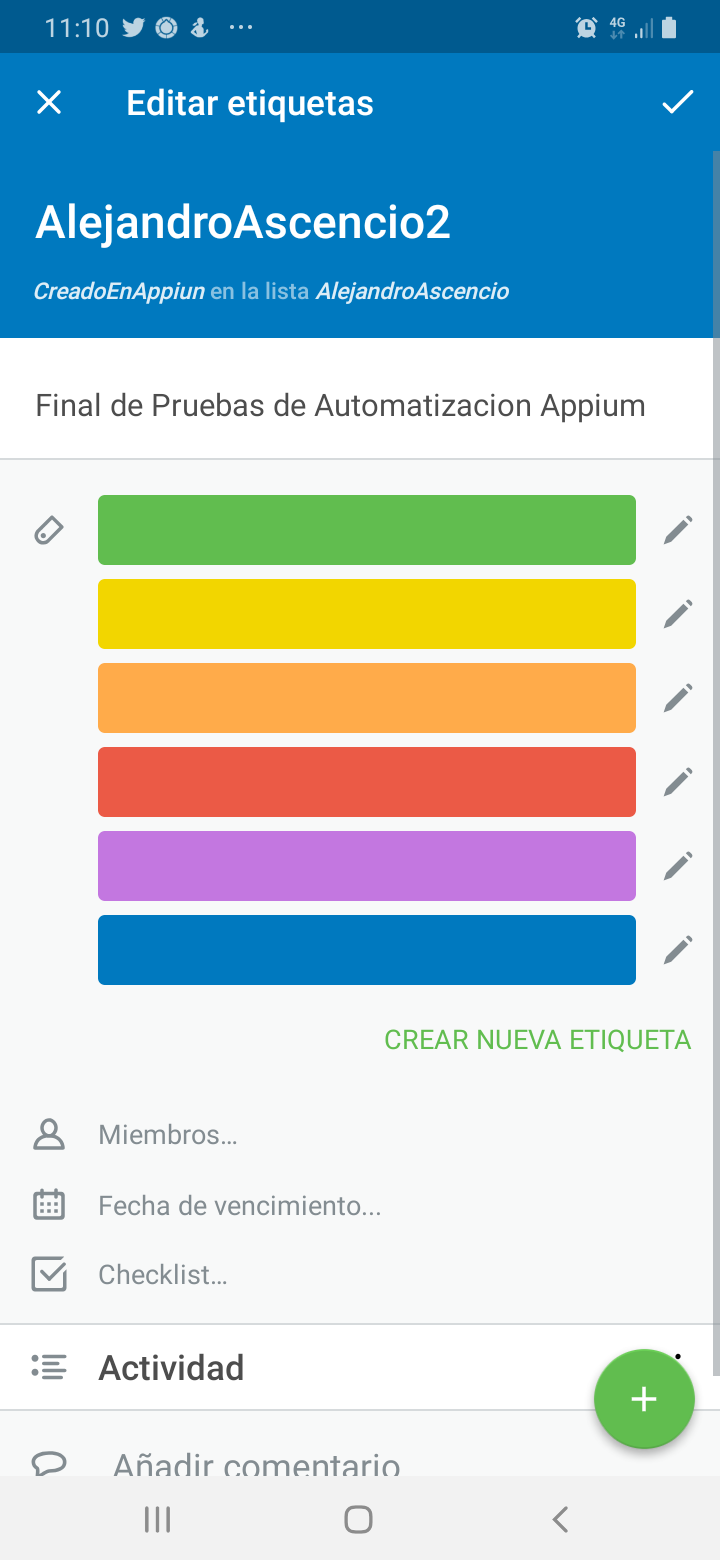 11:10
4G
Editar etiquetas
AlejandroAscencio2
CreadoEnAppiun en la lista AlejandroAscencio
Final de Pruebas de Automatizacion Appium
CREAR NUEVA ETIQUETA
Miembros...
Fecha de vencimiento...
Checklist...
Actividad
Añadir comentario